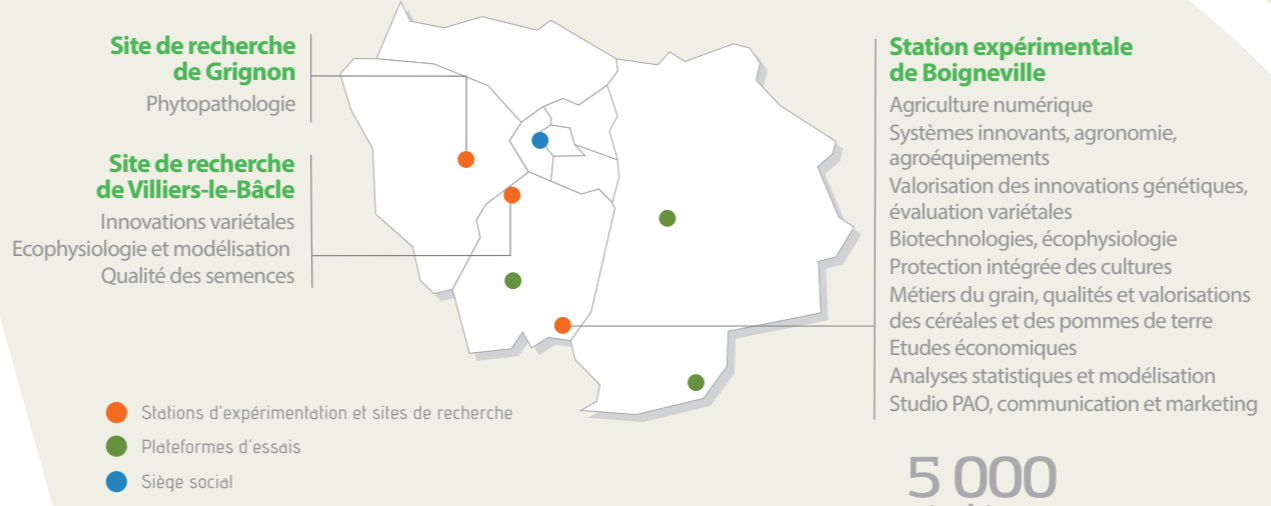 Site de recherche
de Grignon
Phytopathologie
Site de recherche
de Villiers-le-Bâcle
Innovations variétales
Ecophysiologie et modélisation
Qualité des semences
Station expérimentale
de Boigneville
Agriculture numérique
Systèmes innovants, agronomie,
agroéquipements
Valorisation des innovations génétiques,
évaluation variétales
Biotechnologies, écophysiologie
Protection intégrée des cultures
Métiers du grain, qualités et valorisations
des céréales et des pommes de terre
Etudes économiques
Analyses statistiques et modélisation
Studio PAO, communication et marketing
Stations d'expérimentation et sites de recherche
Plateformes d'essais
Siège social
5 000